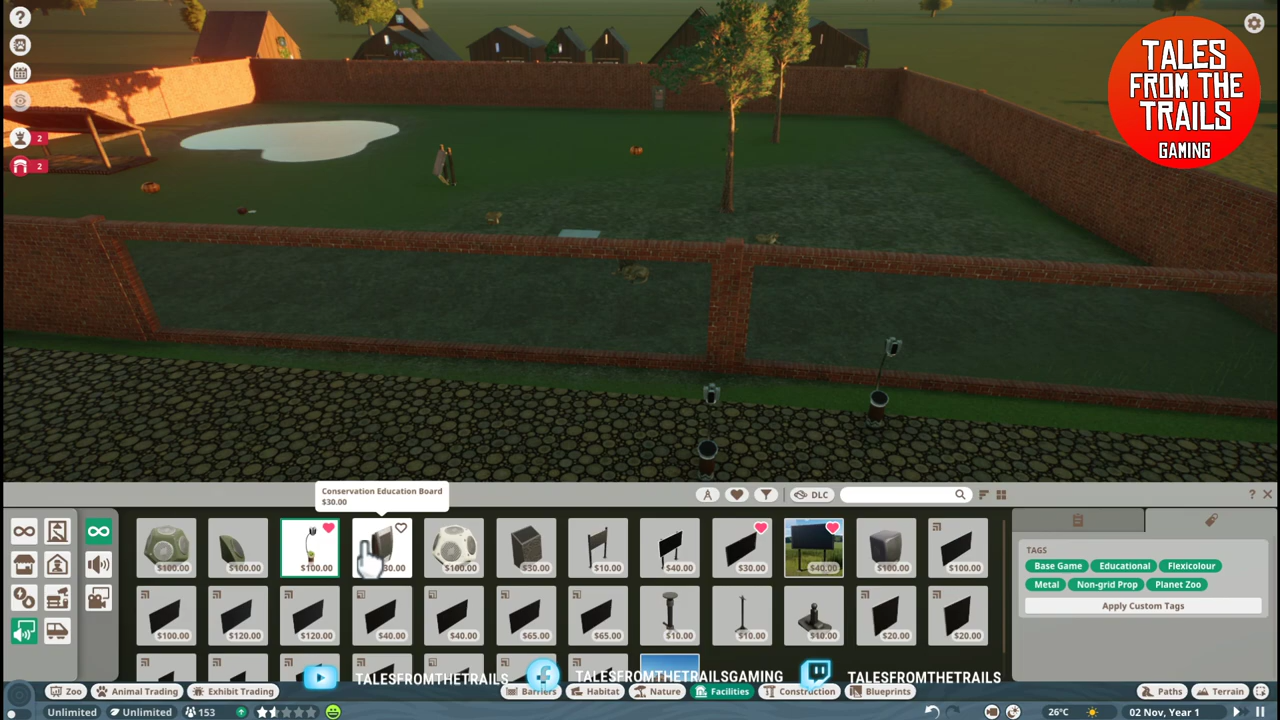 ?
2
2
TALES
FROM THE
TRAILS
GAMING
Conservation Education Board
$30.00
DLC
? ×
$100.00 $100.00 $100.00 $30.00 $100.00 $30.00 $10.00 $40.00 $30.00 $40.00 $100.00 $100.00
$100.00 $120.00 $120.00 $40.00 $40.00 $65.00 $65.00 $10.00 $10.00 $10.00 $20.00 $20.00
TAGS
Base Game Educational Flexicolour
Metal Non-grid Prop Planet Zoo
Apply Custom Tags
TALESFROMTHETRAILS TALESFROMTHETRAILSGAMING TALESFROMTHETRAILS
Zoo Animal Trading Exhibit Trading Barriers Habitat Nature Facilities Construction Blueprints Paths Terrain
Unlimited Unlimited 153 26°C 02 Nov, Year 1